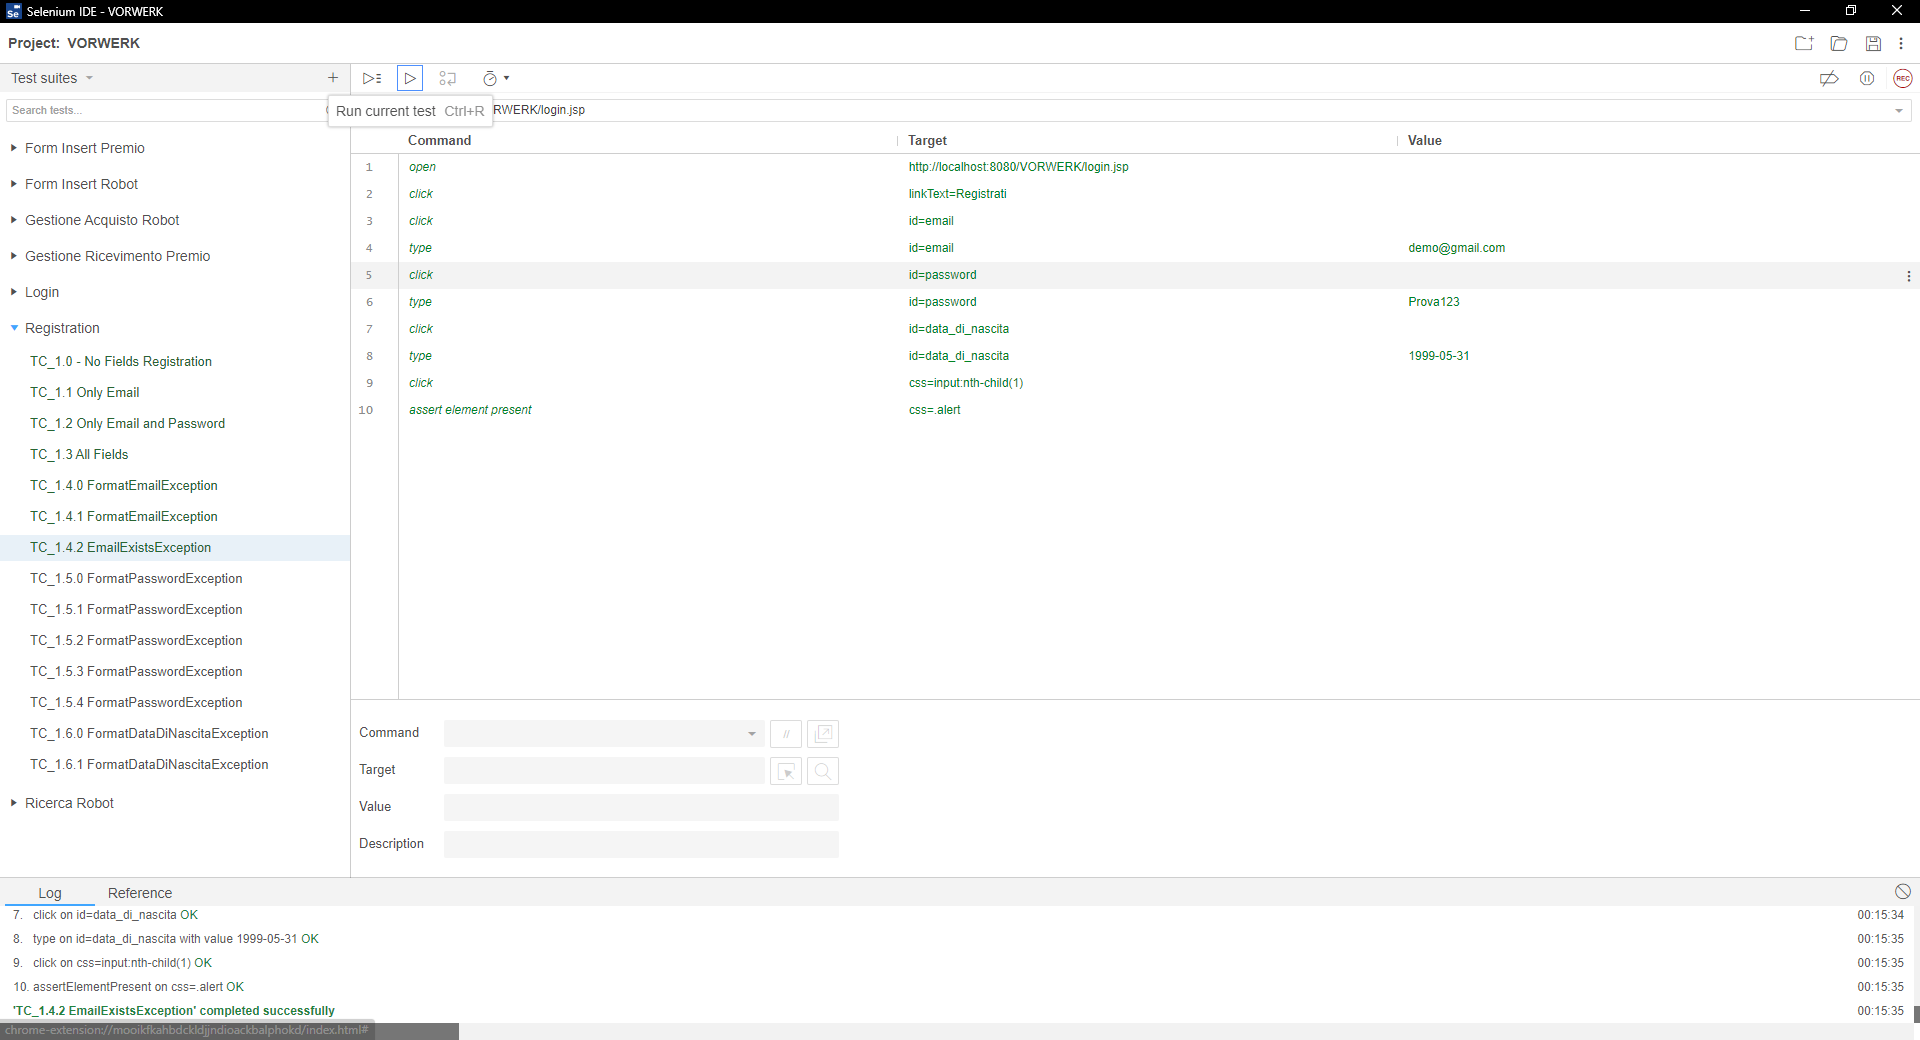 Selenium IDE - VORWERK
Project: VORWERK
Test suites
Search tests...
Run current test Ctrl+R
RWERK/login.jsp
REC
Command Target Value
1 open http://localhost:8080/VORWERK/login.jsp
2 click linkText=Registrati
3 click id=email
4 type id=email demo@gmail.com
5 click id=password
6 type id=password Prova123
7 click id=data_di_nascita
8 type id=data_di_nascita 1999-05-31
9 click css=input:nth-child(1)
10 assert element present css=.alert
Form Insert Premio
Form Insert Robot
Gestione Acquisto Robot
Gestione Ricevimento Premio
Login
Registration
TC_1.0 - No Fields Registration
TC_1.1 Only Email
TC_1.2 Only Email and Password
TC_1.3 All Fields
TC_1.4.0 FormatEmailException
TC_1.4.1 FormatEmailException
TC_1.4.2 EmailExistsException
TC_1.5.0 FormatPasswordException
TC_1.5.1 FormatPasswordException
TC_1.5.2 FormatPasswordException
TC_1.5.3 FormatPasswordException
TC_1.5.4 FormatPasswordException
TC_1.6.0 FormatDataDiNascitaException
TC_1.6.1 FormatDataDiNascitaException
Ricerca Robot
Command //
Target
Value
Description
Log Reference
7. click on id=data_di_nascita OK 00:15:34
8. type on id=data_di_nascita with value 1999-05-31 OK 00:15:35
9. click on css=input:nth-child(1) OK 00:15:35
10. assertElementPresent on css=.alert OK 00:15:35
'TC_1.4.2 EmailExistsException' completed successfully 00:15:35
chrome-extension://mooikfkahbdckldjjndioackbalphokd/index.html#